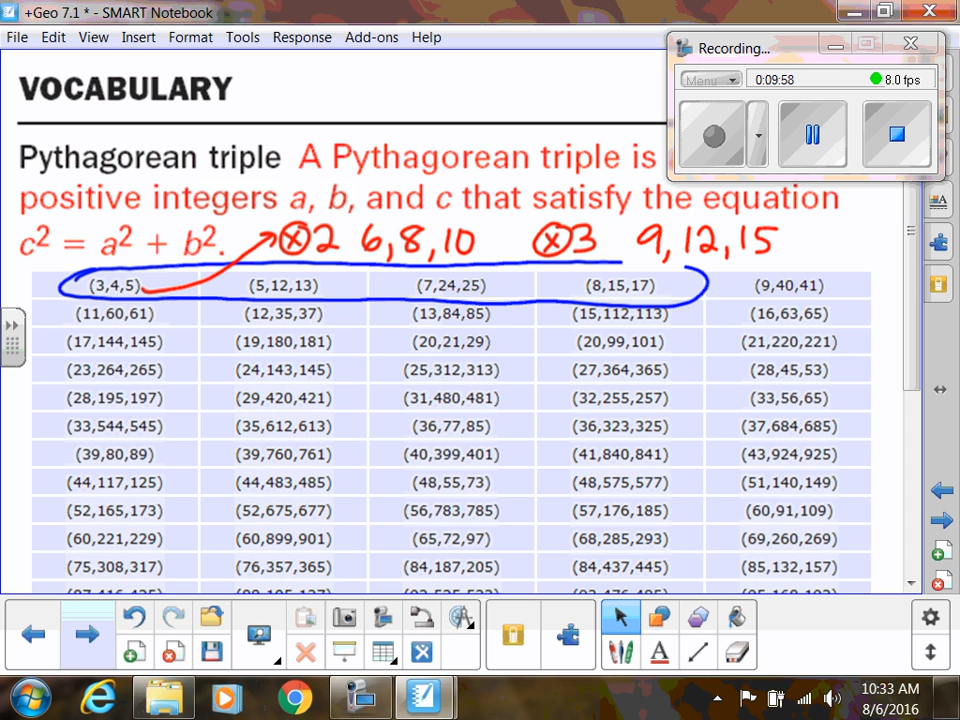 +Geo 7.1 * - SMART Notebook
File Edit View Insert Format Tools Response Add-ons Help
Recording...
Menu 0:09:58 8.0 fps
VOCABULARY
Pythagorean triple A Pythagorean triple is
positive integers a, b, and c that satisfy the equation
c² = a² + b². ⓧ2 6,8,10 ⓧ3 9,12,15
(3,4,5) (5,12,13) (7,24,25) (8,15,17) (9,40,41)
(11,60,61) (12,35,37) (13,84,85) (15,112,113) (16,63,65)
(17,144,145) (19,180,181) (20,21,29) (20,99,101) (21,220,221)
(23,264,265) (24,143,145) (25,312,313) (27,364,365) (28,45,53)
(28,195,197) (29,420,421) (31,480,481) (32,255,257) (33,56,65)
(33,544,545) (35,612,613) (36,77,85) (36,323,325) (37,684,685)
(39,80,89) (39,760,761) (40,399,401) (41,840,841) (43,924,925)
(44,117,125) (44,483,485) (48,55,73) (48,575,577) (51,140,149)
(52,165,173) (52,675,677) (56,783,785) (57,176,185) (60,91,109)
(60,221,229) (60,899,901) (65,72,97) (68,285,293) (69,260,269)
(75,308,317) (76,357,365) (84,187,205) (84,437,445) (85,132,157)
10:33 AM
8/6/2016